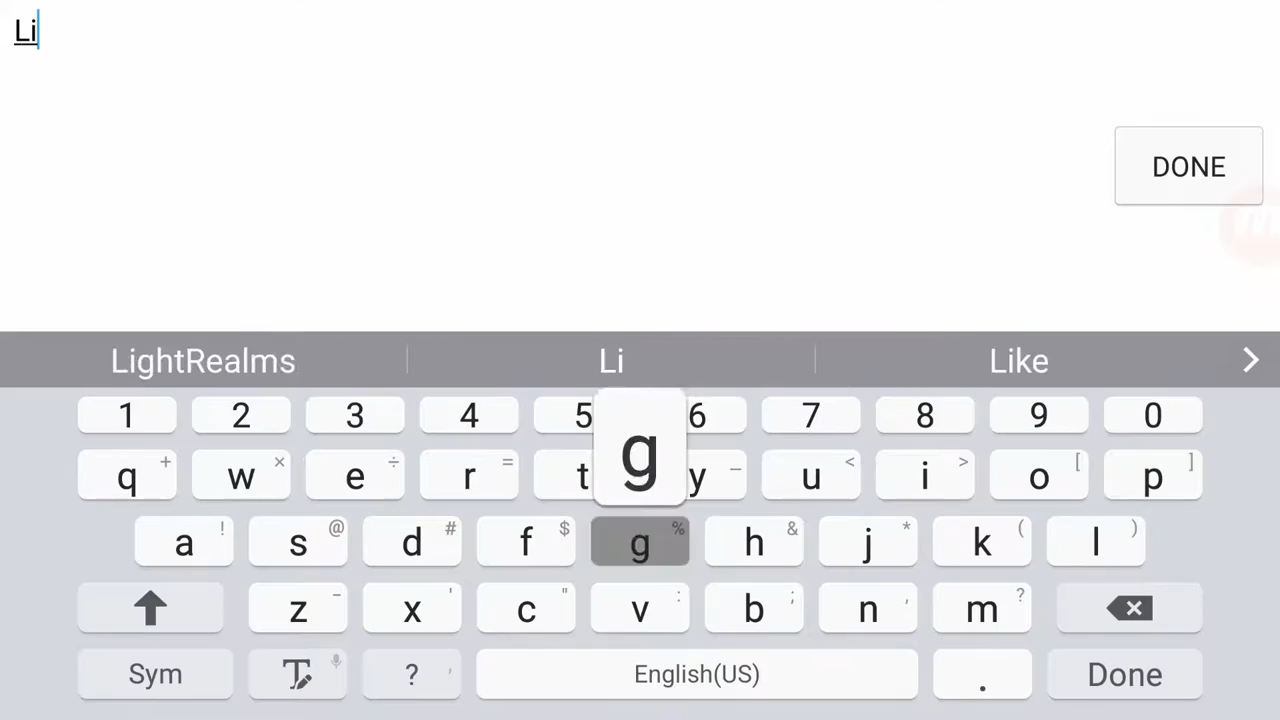 Li
DONE
LightRealms Li Like
1 2 3 4 5 6 7 8 9 0
g
q + w × e ÷ r = t y _ u < i > o [ p ]
a ! s @ d # f $ g % h & j * k ( l )
z - x ' c " v : b ; n , m ?
Sym T ? , English(US) . Done